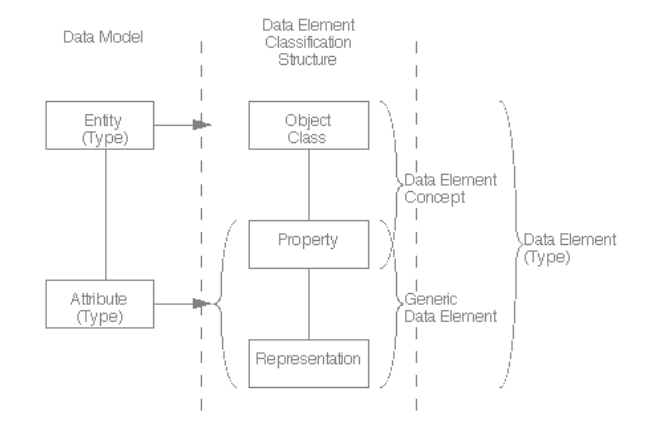 Data Model
Data Element
Classification
Structure
Entity
(Type)
Object
Class
Data Element
Concept
Property
Data Element
(Type)
Attribute
(Type)
Generic
Data Element
Representation